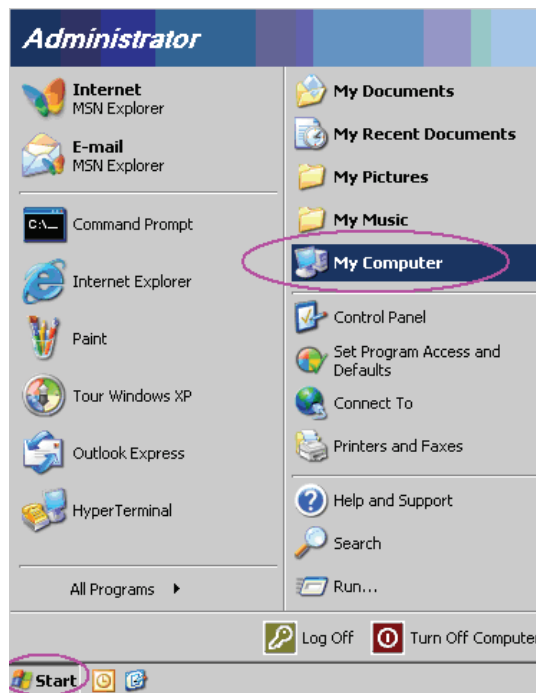 Administrator
Internet
MSN Explorer
E-mail
MSN Explorer
Command Prompt
Internet Explorer
Paint
Tour Windows XP
Outlook Express
HyperTerminal
All Programs
My Documents
My Recent Documents
My Pictures
My Music
My Computer
Control Panel
Set Program Access and
Defaults
Connect To
Printers and Faxes
Help and Support
Search
Run...
Log Off
Turn Off Computer
Start